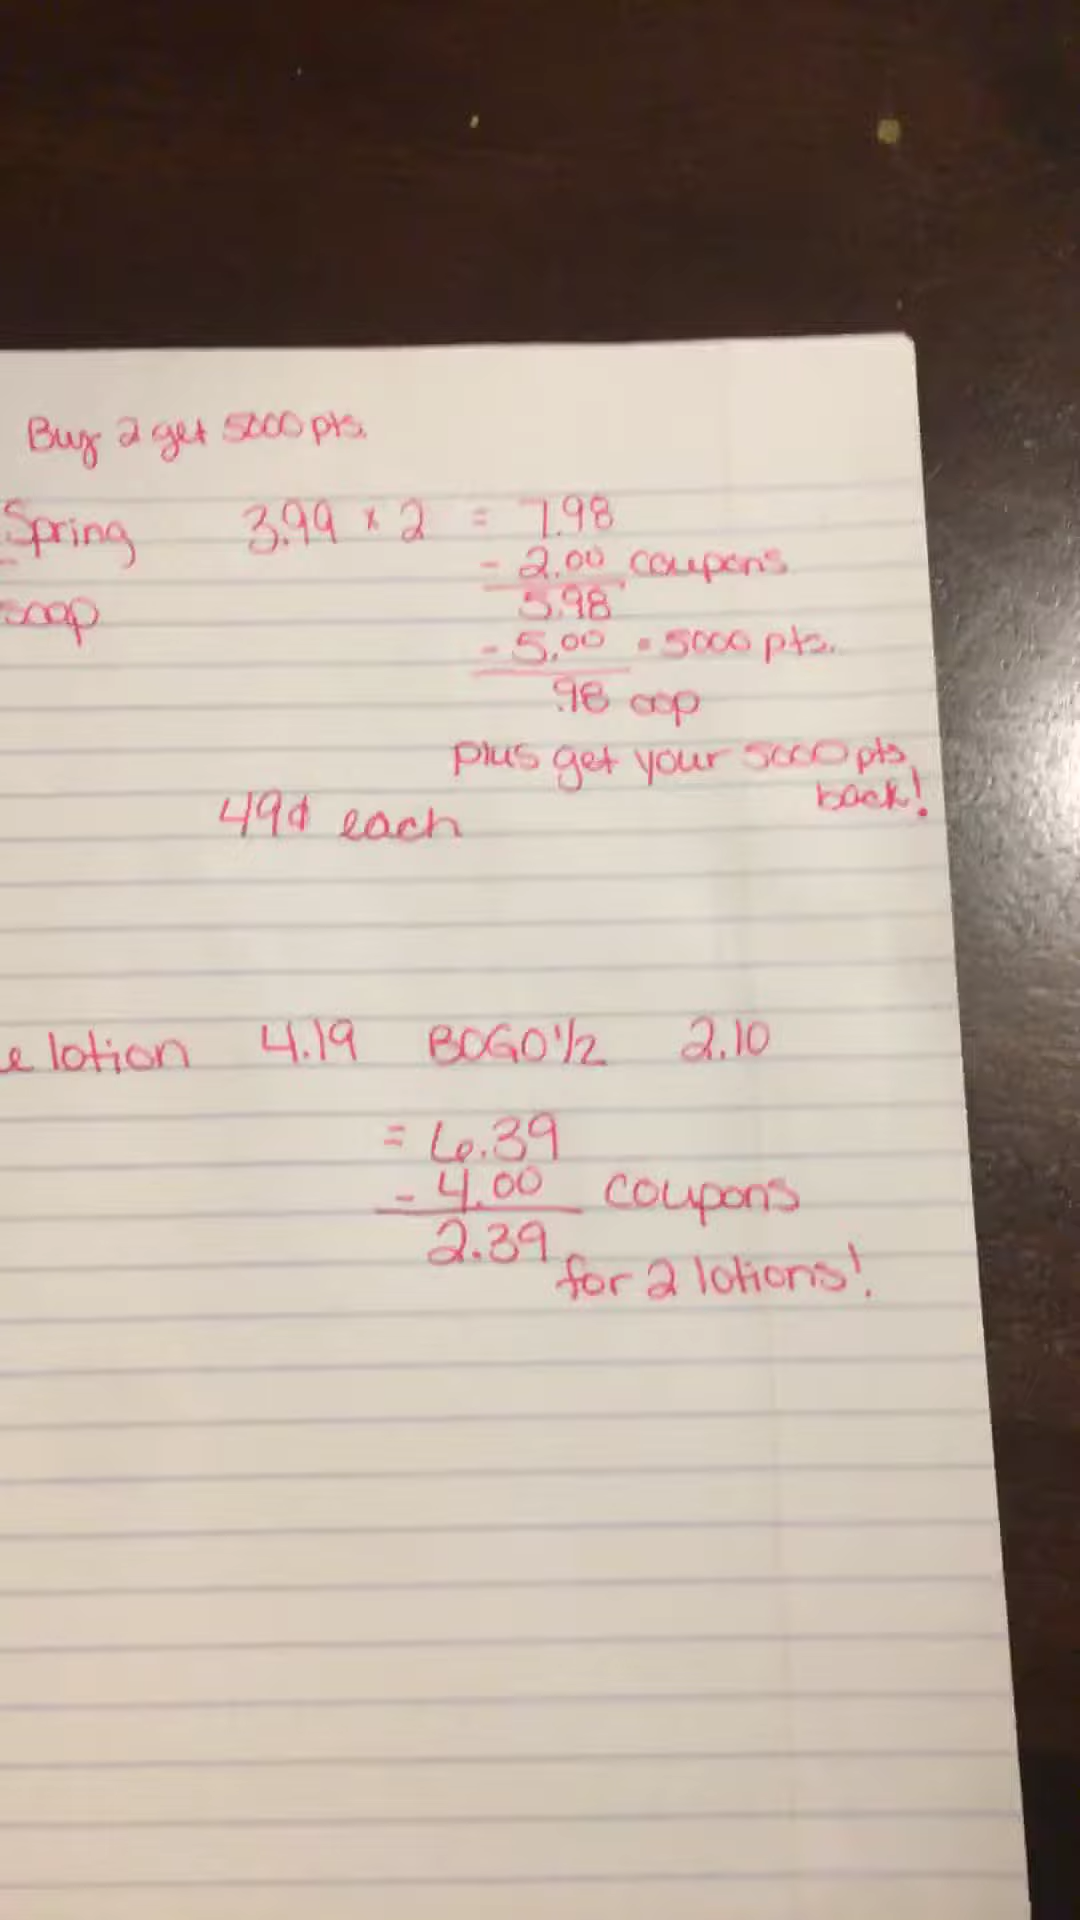 Buy 2 get 5000 pts.
Spring 3.99 x 2 = 7.98
- 2.00 coupons
soap 5.98
- 5.00 = 5000 pts.
.98 oop
plus get your 5000 pts
back!
49¢ each
e lotion 4.19 BOGO 1/2 2.10
= 6.39
- 4.00 coupons
2.39
for 2 lotions!